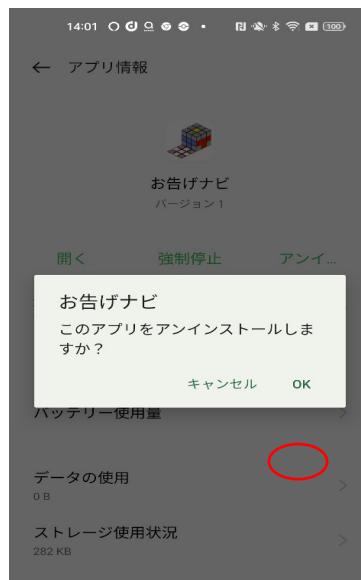 14:01
100
アプリ情報
お告げナビ
バージョン 1
開く 強制停止 アンイ...
お告げナビ
このアプリをアンインストールしま
すか？
キャンセル OK
バッテリー使用量
データの使用
0 B
ストレージ使用状況
282 KB